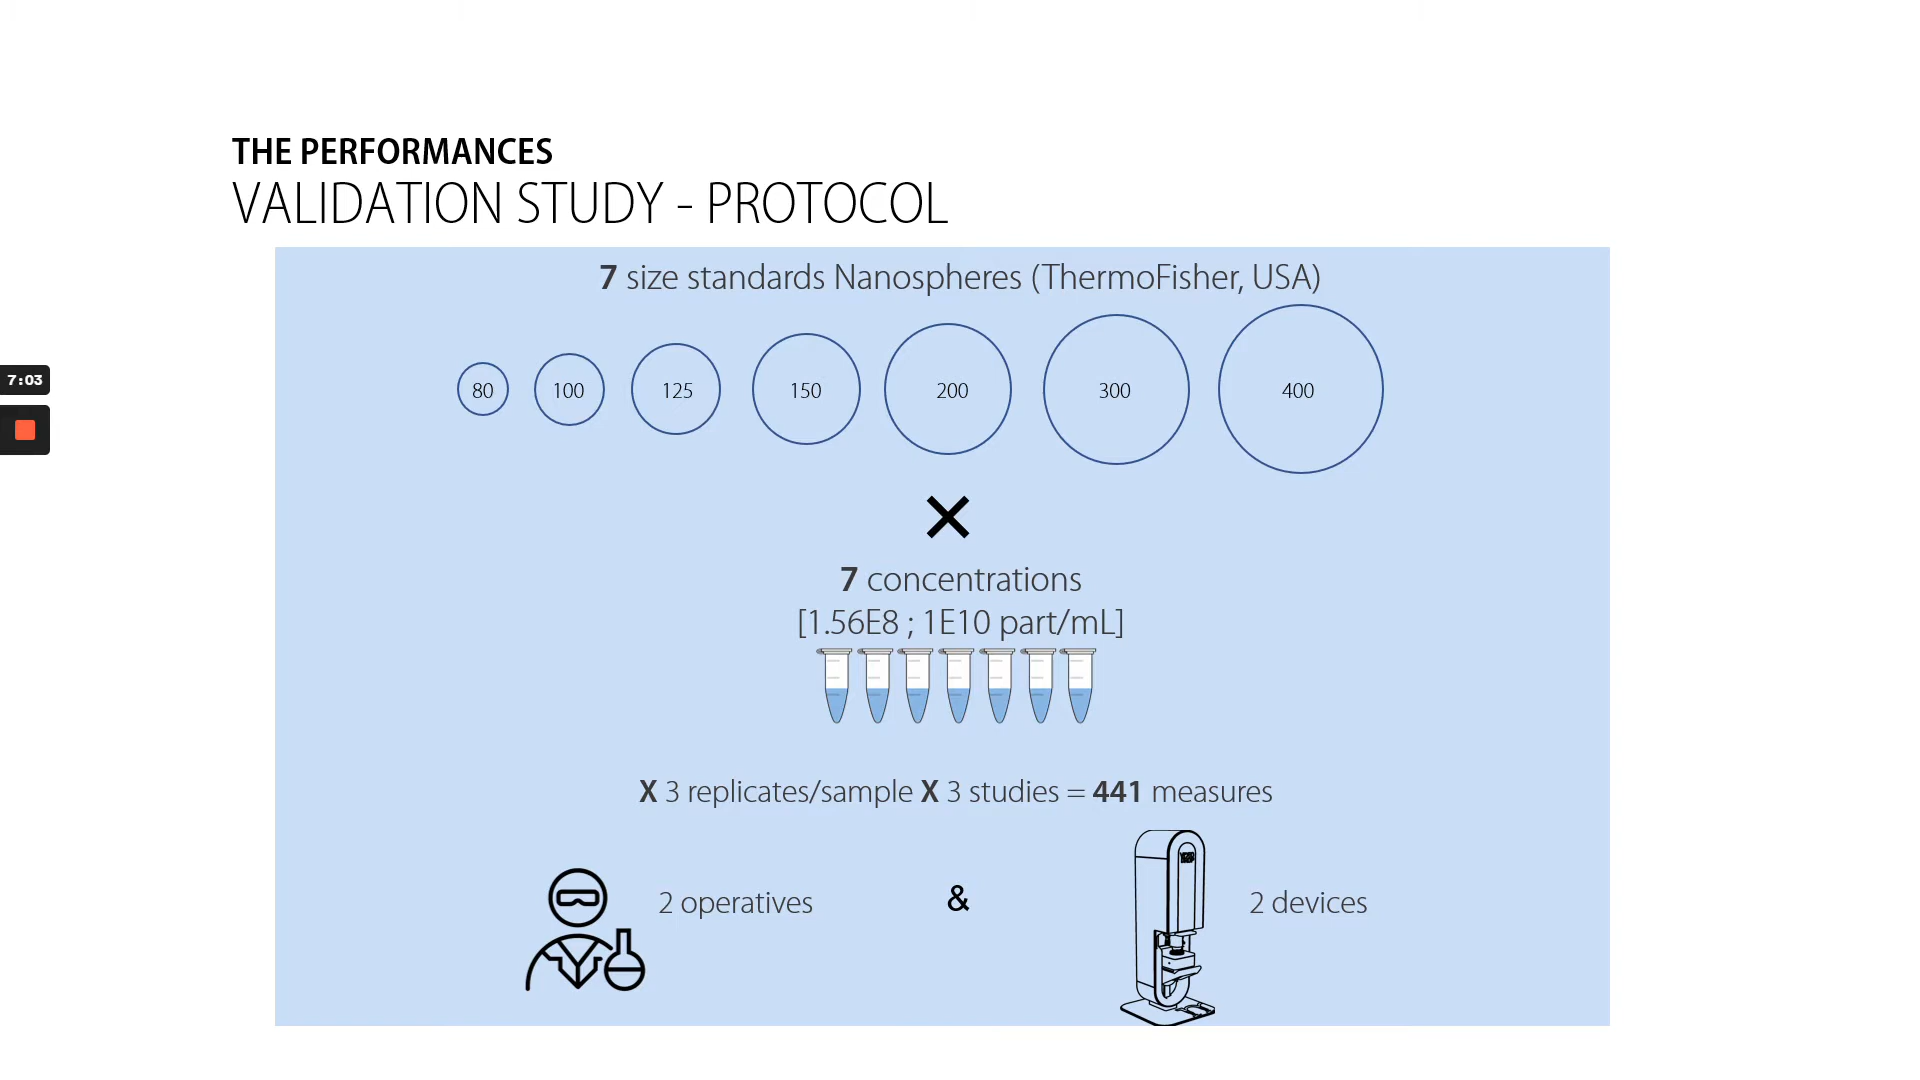 THE PERFORMANCES
VALIDATION STUDY - PROTOCOL
7 size standards Nanospheres (ThermoFisher, USA)
80 100 125 150 200 300 400
7:03
7 concentrations
[1.56E8 ; 1E10 part/mL]
X 3 replicates/sample X 3 studies = 441 measures
2 operatives & 2 devices